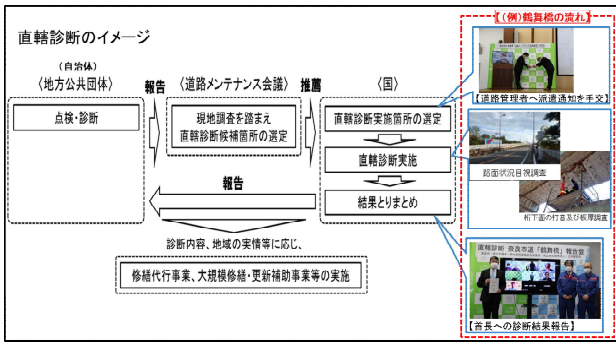 直轄診断のイメージ
(自治体)
〈地方公共団体〉
報告
〈道路メンテナンス会議〉
推薦
〈国〉
点検・診断
現地調査を踏まえ
直轄診断候補箇所の選定
直轄診断実施箇所の選定
直轄診断実施
結果とりまとめ
報告
診断内容、地域の実情等に応じ、
修繕代行事業、大規模修繕・更新補助事業等の実施
【(例)鶴舞橋の流れ】
【道路管理者へ派遣通知を手交】
路面状況目視調査
桁下面の打音及び板厚調査
直轄診断 奈良市道「鶴舞橋」報告会
【首長への診断結果報告】